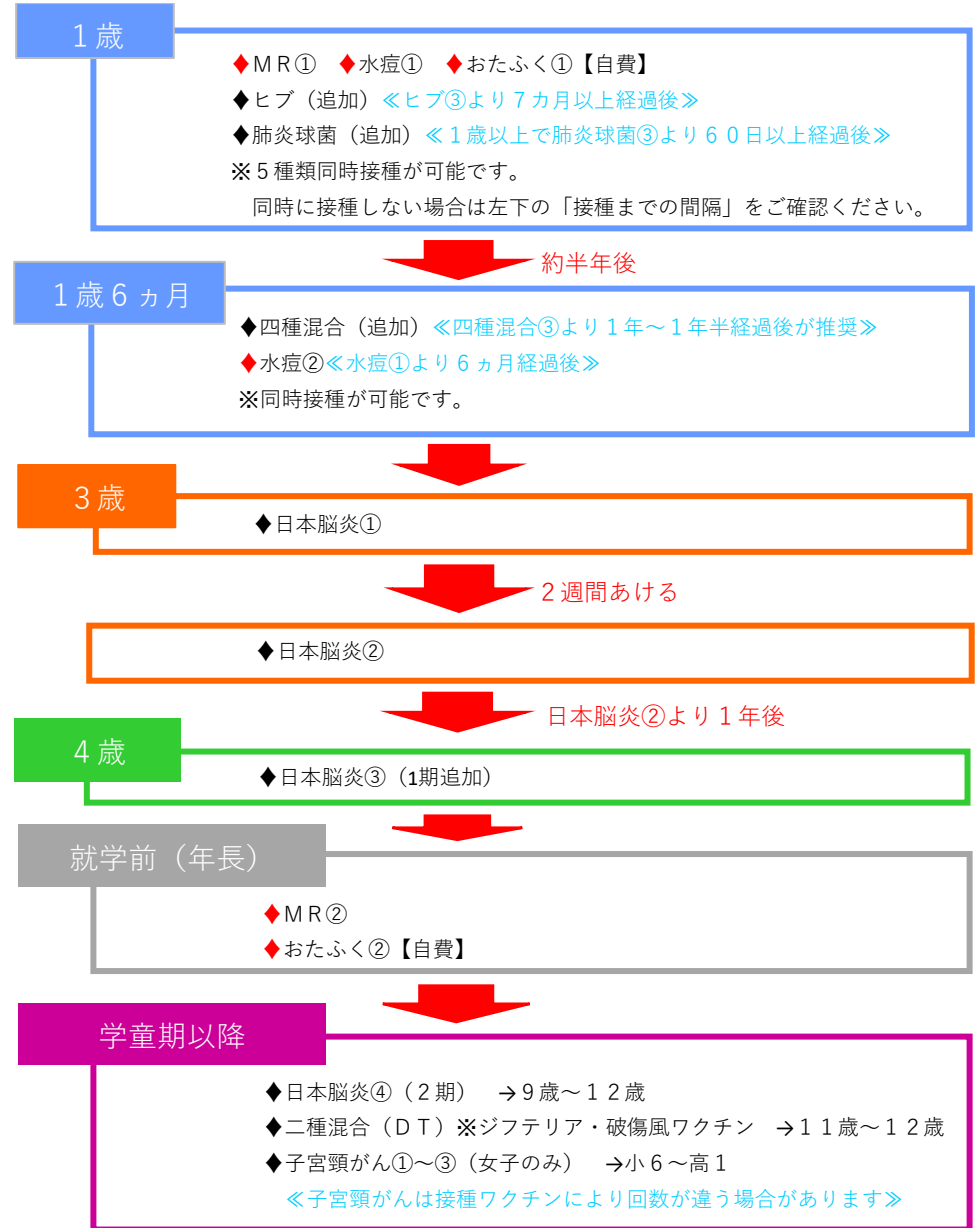 １歳
♦ＭＲ①　♦水痘①　♦おたふく①【自費】
♦ヒブ（追加）≪ヒブ③より７カ月以上経過後≫
♦肺炎球菌（追加）≪１歳以上で肺炎球菌③より６０日以上経過後≫
※５種類同時接種が可能です。
同時に接種しない場合は左下の「接種までの間隔」をご確認ください。
約半年後
１歳６ヵ月
♦四種混合（追加）≪四種混合③より１年～１年半経過後が推奨≫
♦水痘②≪水痘①より６ヵ月経過後≫
※同時接種が可能です。
３歳
♦日本脳炎①
２週間あける
♦日本脳炎②
日本脳炎②より１年後
４歳
♦日本脳炎③（1期追加）
就学前（年長）
♦ＭＲ②
♦おたふく②【自費】
学童期以降
♦日本脳炎④（２期）　→９歳～１２歳
♦二種混合（ＤＴ）※ジフテリア・破傷風ワクチン　→１１歳～１２歳
♦子宮頸がん①～③（女子のみ）　→小６～高１
≪子宮頸がんは接種ワクチンにより回数が違う場合があります≫